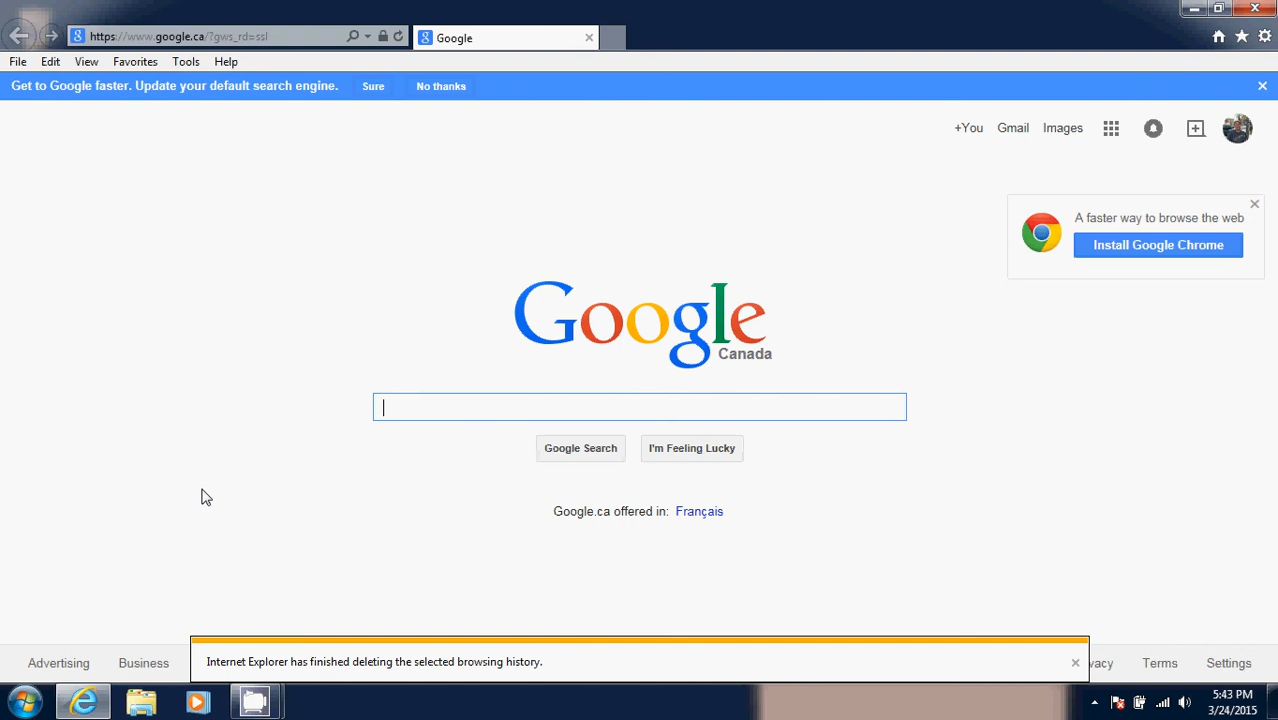 https://www.google.ca/?gws_rd=ssl
Google
File Edit View Favorites Tools Help
Get to Google faster. Update your default search engine. Sure No thanks
+You Gmail Images
A faster way to browse the web
Install Google Chrome
Google
Canada
Google Search I'm Feeling Lucky
Google.ca offered in: Français
Internet Explorer has finished deleting the selected browsing history.
Advertising Business vacy Terms Settings
5:43 PM
3/24/2015